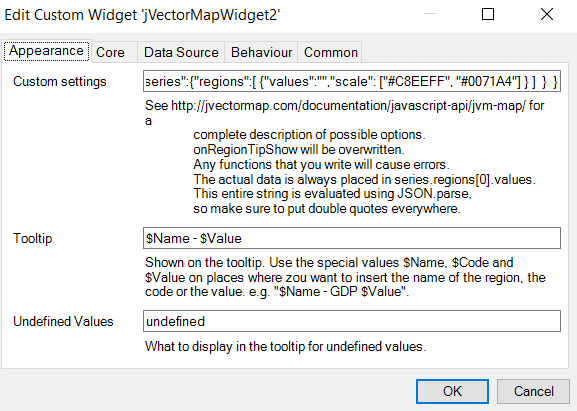 Edit Custom Widget 'jVectorMapWidget2'
Appearance Core Data Source Behaviour Common
Custom settings
series":{"regions":[ {"values":"","scale": ["#C8EEFF", "#0071A4"] } ] } }
See http://jvectormap.com/documentation/javascript-api/jvm-map/ for
a
complete description of possible options.
onRegionTipShow will be overwritten.
Any functions that you write will cause errors.
The actual data is always placed in series.regions[0].values.
This entire string is evaluated using JSON.parse,
so make sure to put double quotes everywhere.
Tooltip
$Name - $Value
Shown on the tooltip. Use the special values $Name, $Code and
$Value on places where zou want to insert the name of the region, the
code or the value. e.g. "$Name - GDP $Value".
Undefined Values
undefined
What to display in the tooltip for undefined values.
OK Cancel